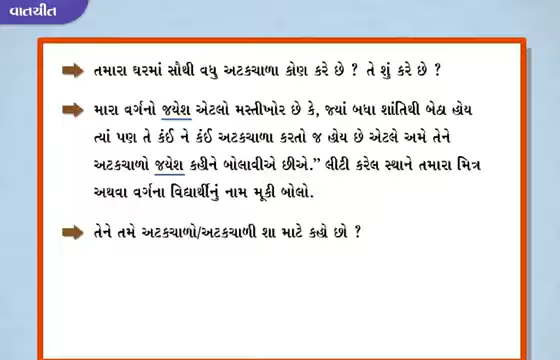 વાતચીત
તમારા ઘરમાં સૌથી વધુ અટકચાળા કોણ કરે છે ? તે શું કરે છે ?
મારા વર્ગનો જયેશ એટલો મસ્તીખોર છે કે, જ્યાં બધા શાંતિથી બેઠા હોય
ત્યાં પણ તે કંઈ ને કંઈ અટકચાળા કરતો જ હોય છે એટલે અમે તેને
અટકચાળો જયેશ કહીને બોલાવીએ છીએ.” લીટી કરેલ સ્થાને તમારા મિત્ર
અથવા વર્ગના વિદ્યાર્થીનું નામ મૂકી બોલો.
તેને તમે અટકચાળો/અટકચાળી શા માટે કહો છો ?